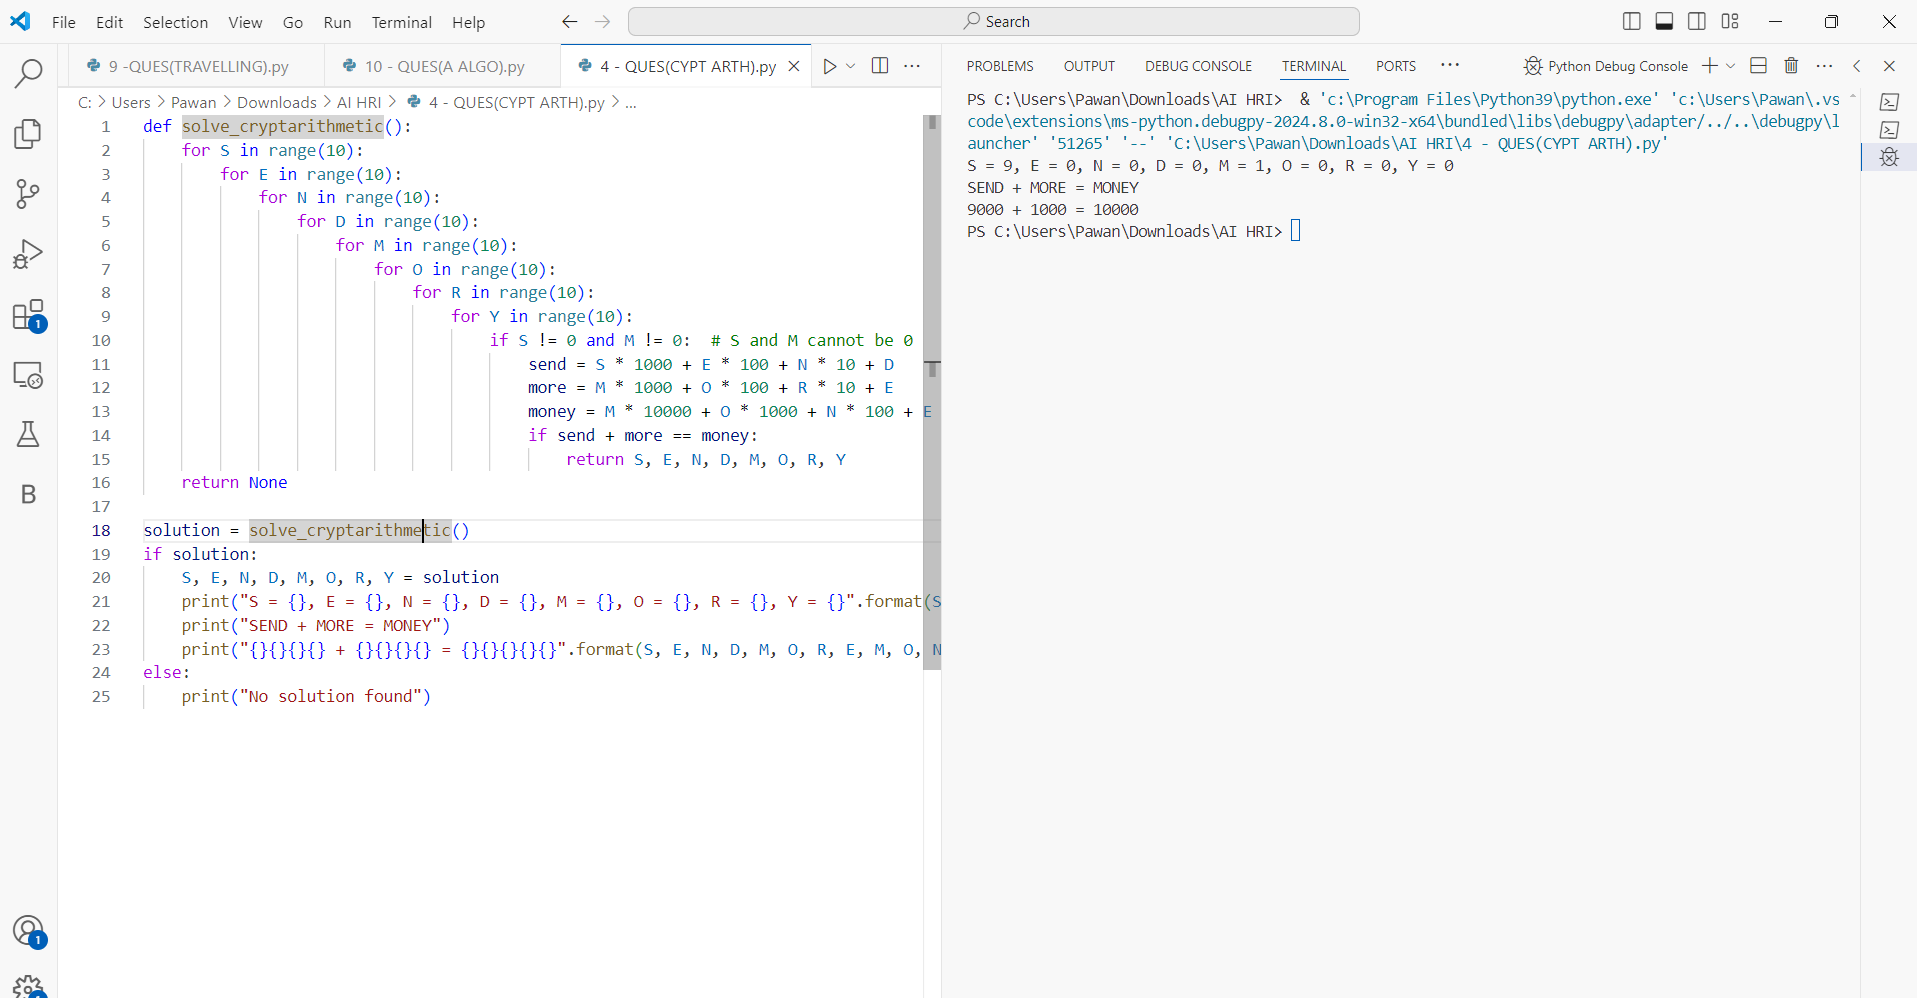 File Edit Selection View Go Run Terminal Help
Search
9 -QUES(TRAVELLING).py
10 - QUES(A ALGO).py
4 - QUES(CYPT ARTH).py
C: > Users > Pawan > Downloads > AI HRI > 4 - QUES(CYPT ARTH).py > ...
1 def solve_cryptarithmetic():
2 for S in range(10):
3 for E in range(10):
4 for N in range(10):
5 for D in range(10):
6 for M in range(10):
7 for O in range(10):
8 for R in range(10):
9 for Y in range(10):
10 if S != 0 and M != 0:  # S and M cannot be 0
11 send = S * 1000 + E * 100 + N * 10 + D
12 more = M * 1000 + O * 100 + R * 10 + E
13 money = M * 10000 + O * 1000 + N * 100 + E
14 if send + more == money:
15 return S, E, N, D, M, O, R, Y
16 return None
17
18 solution = solve_cryptarithmetic()
19 if solution:
20 S, E, N, D, M, O, R, Y = solution
21 print("S = {}, E = {}, N = {}, D = {}, M = {}, O = {}, R = {}, Y = {}".format(S
22 print("SEND + MORE = MONEY")
23 print("{}{}{}{} + {}{}{}{} = {}{}{}{}{}".format(S, E, N, D, M, O, R, E, M, O, N
24 else:
25 print("No solution found")
PROBLEMS OUTPUT DEBUG CONSOLE TERMINAL PORTS ... Python Debug Console
PS C:\Users\Pawan\Downloads\AI HRI>  & 'c:\Program Files\Python39\python.exe' 'c:\Users\Pawan\.vs
code\extensions\ms-python.debugpy-2024.8.0-win32-x64\bundled\libs\debugpy\adapter/../..\debugpy\l
auncher' '51265' '--' 'C:\Users\Pawan\Downloads\AI HRI\4 - QUES(CYPT ARTH).py'
S = 9, E = 0, N = 0, D = 0, M = 1, O = 0, R = 0, Y = 0
SEND + MORE = MONEY
9000 + 1000 = 10000
PS C:\Users\Pawan\Downloads\AI HRI>
1
B
1